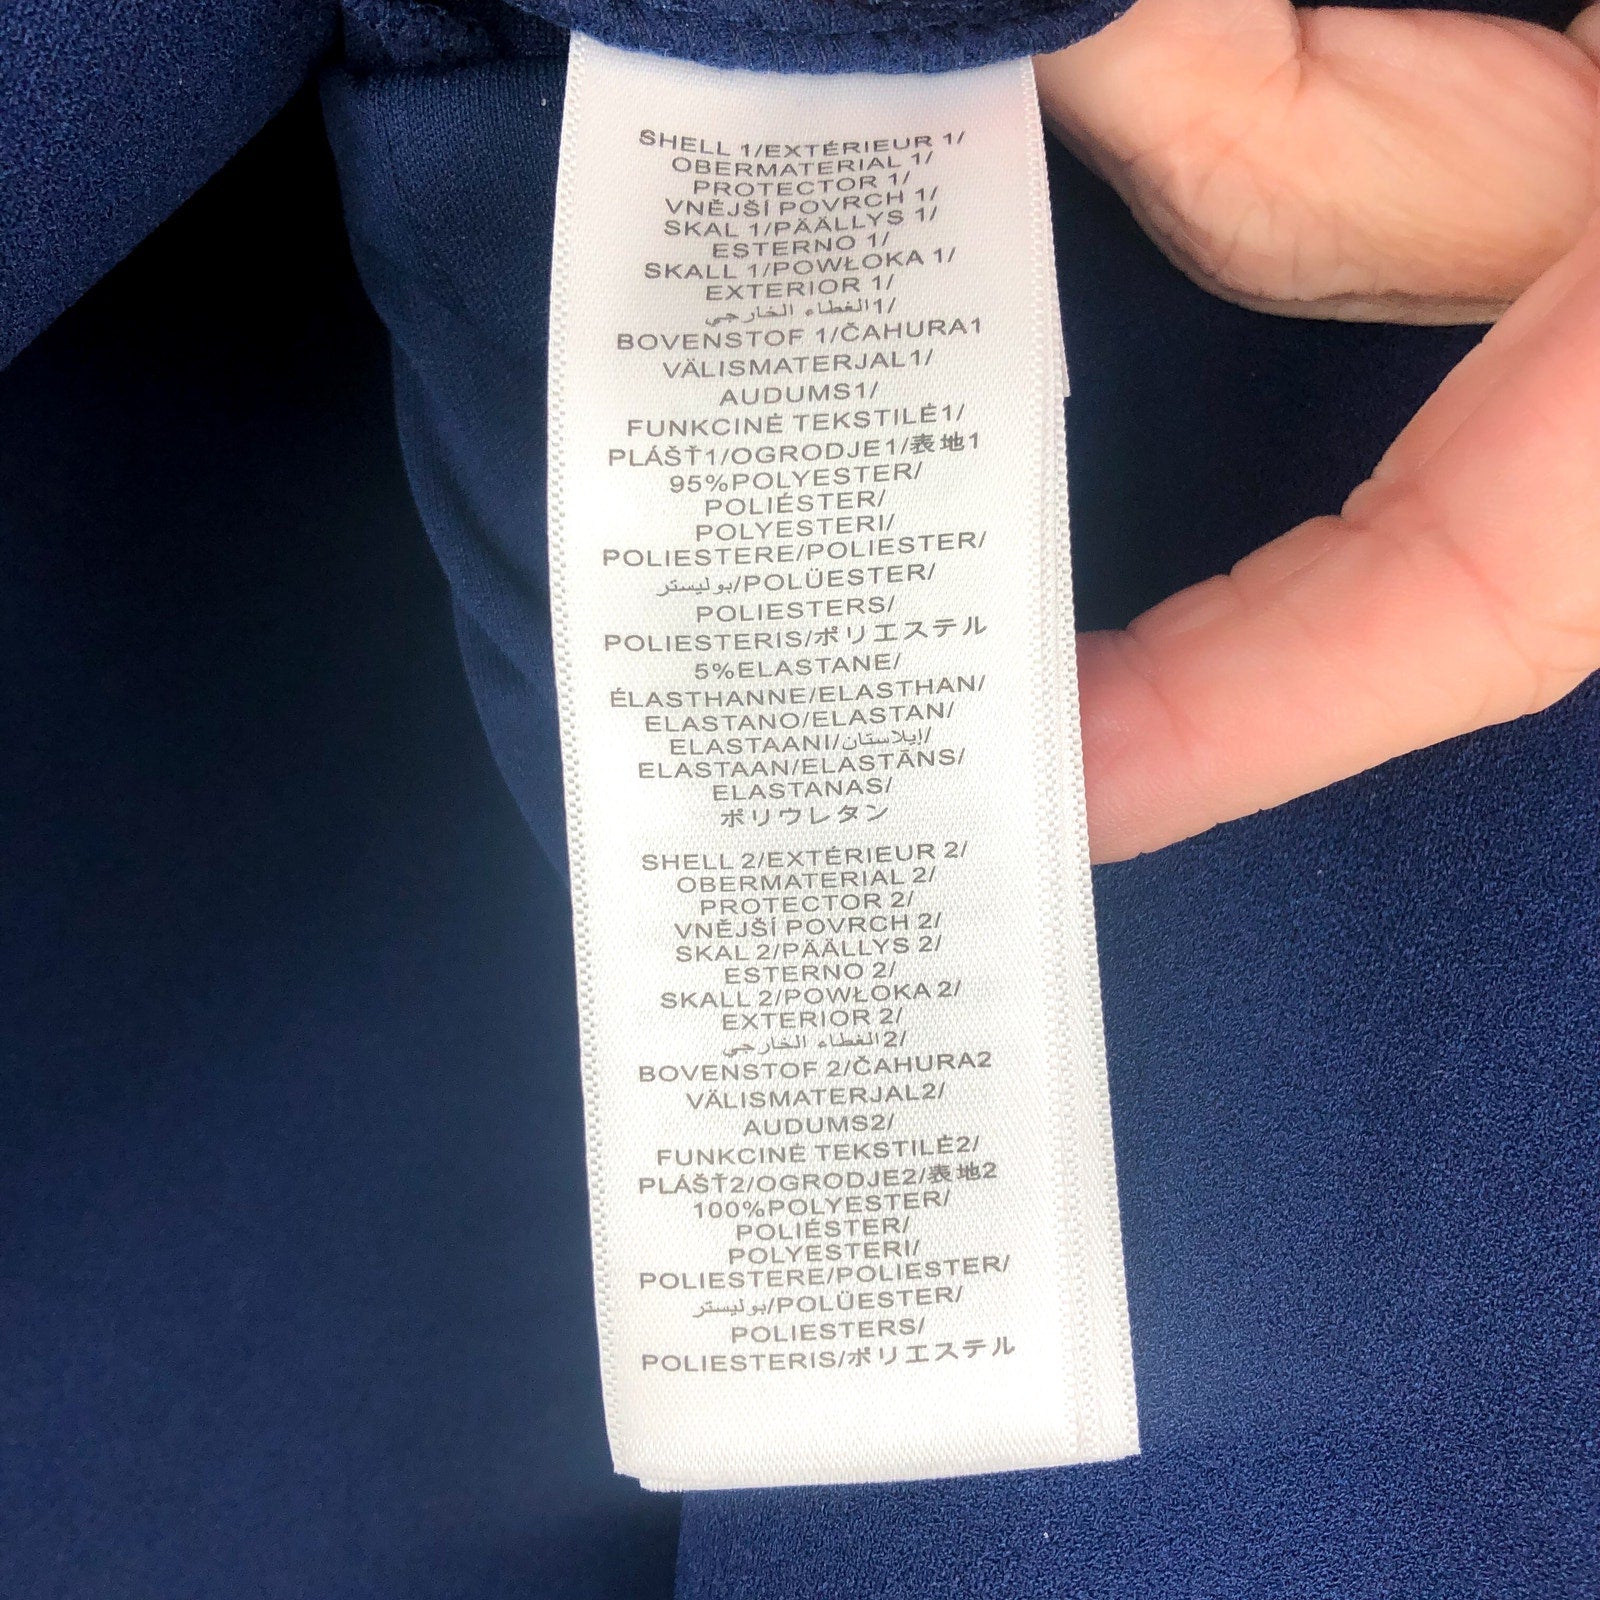 SHELL 1/EXTÉRIEUR 1/
OBERMATERIAL 1/
PROTECTOR 1/
VNĚJŠÍ POVRCH 1/
SKAL 1/PÄÄLLYS 1/
ESTERNO 1/
SKALL 1/POWŁOKA 1/
EXTERIOR 1/
الغطاء الخارجي1/
BOVENSTOF 1/ČAHURA1
VÄLISMATERJAL1/
AUDUMS1/
FUNKCINĖ TEKSTILĖ1/
PLÁŠŤ1/OGRODJE1/表地1
95%POLYESTER/
POLIÉSTER/
POLYESTERI/
POLIESTERE/POLIESTER/
بوليستر/POLÜESTER/
POLIESTERS/
POLIESTERIS/ポリエステル
5%ELASTANE/
ÉLASTHANNE/ELASTHAN/
ELASTANO/ELASTAN/
ELASTAANI/إيلاستان/
ELASTAAN/ELASTĀNS/
ELASTANAS/
ポリウレタン
SHELL 2/EXTÉRIEUR 2/
OBERMATERIAL 2/
PROTECTOR 2/
VNĚJŠÍ POVRCH 2/
SKAL 2/PÄÄLLYS 2/
ESTERNO 2/
SKALL 2/POWŁOKA 2/
EXTERIOR 2/
الغطاء الخارجي2/
BOVENSTOF 2/ČAHURA2
VÄLISMATERJAL2/
AUDUMS2/
FUNKCINĖ TEKSTILĖ2/
PLÁŠŤ2/OGRODJE2/表地2
100%POLYESTER/
POLIÉSTER/
POLYESTERI/
POLIESTERE/POLIESTER/
بوليستر/POLÜESTER/
POLIESTERS/
POLIESTERIS/ポリエステル